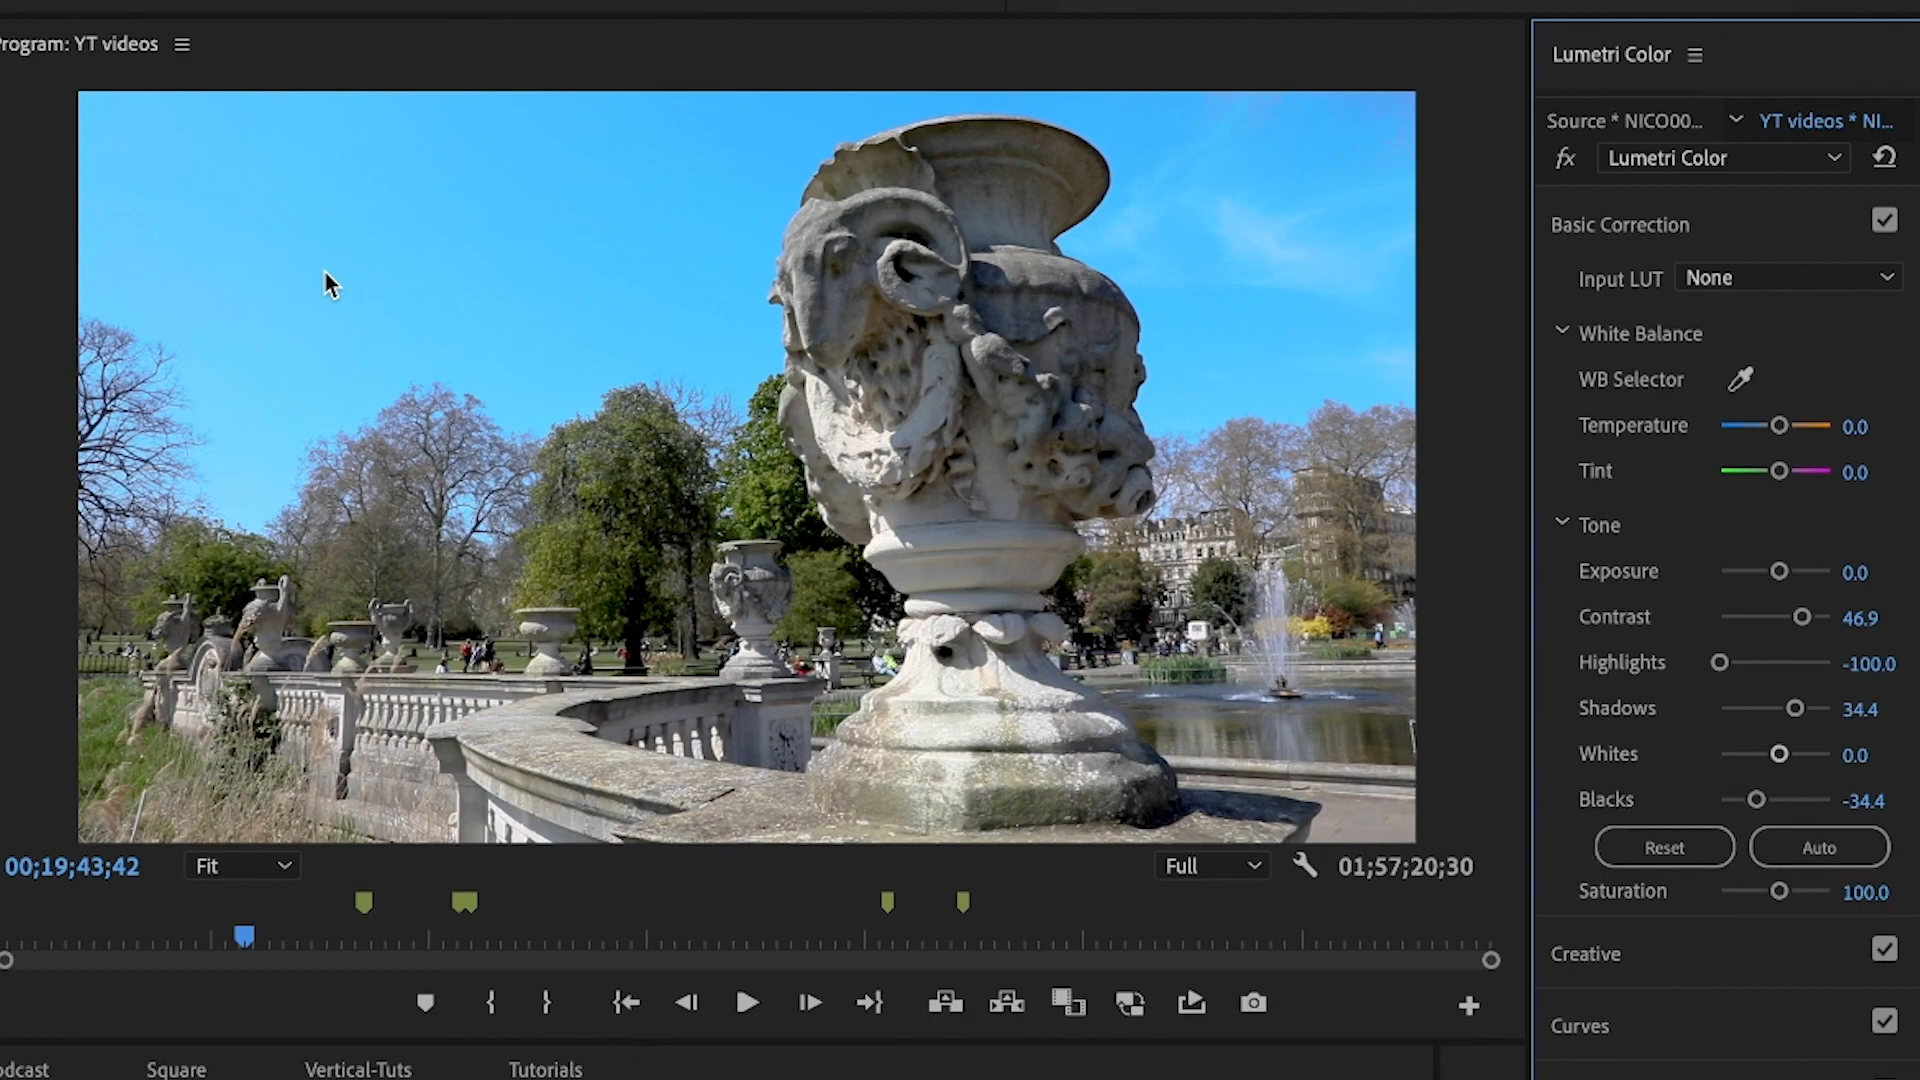 rogram: YT videos
Lumetri Color
Source * NICO00... YT videos * NI...
fx Lumetri Color
Basic Correction
Input LUT None
White Balance
WB Selector
Temperature 0.0
Tint 0.0
Tone
Exposure 0.0
Contrast 46.9
Highlights -100.0
Shadows 34.4
Whites 0.0
Blacks -34.4
Reset Auto
Saturation 100.0
Creative
Curves
00;19;43;42 Fit Full 01;57;20;30
odcast Square Vertical-Tuts Tutorials